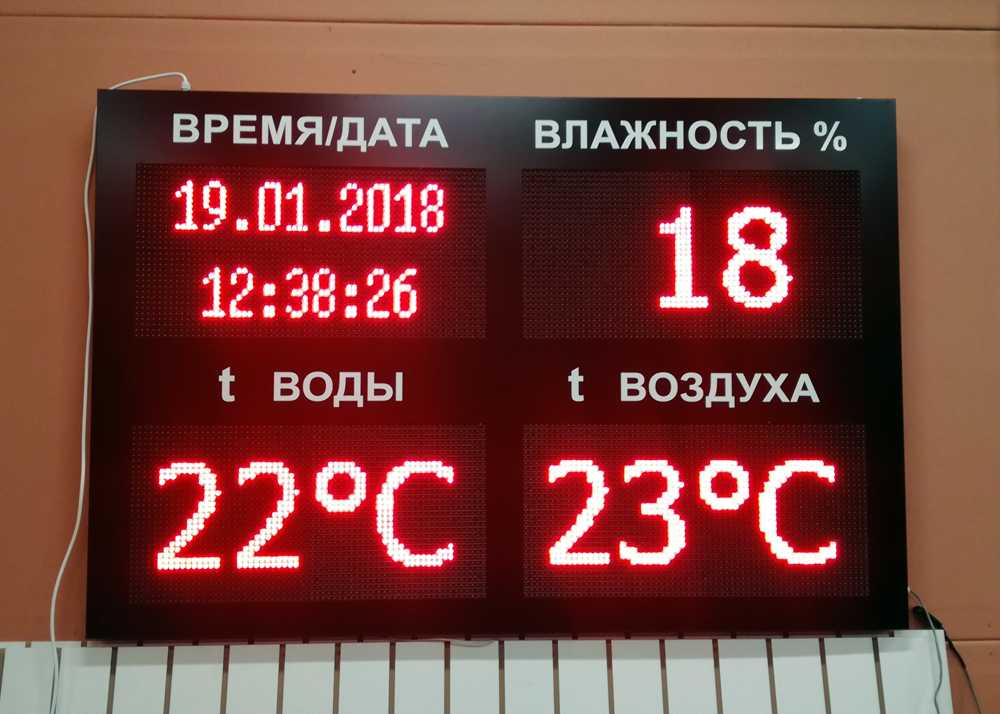 ВРЕМЯ/ДАТА
19.01.2018
12:38:26
ВЛАЖНОСТЬ %
18
t ВОДЫ
22°C
t ВОЗДУХА
23°C